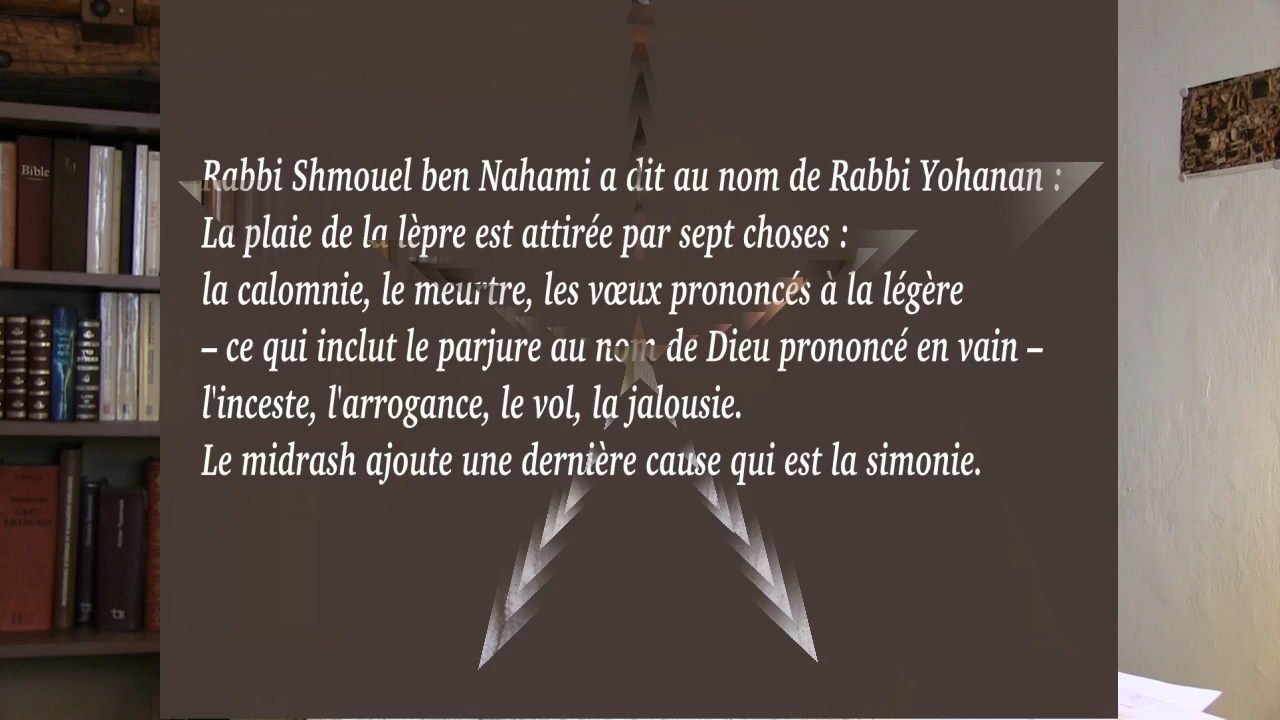 Rabbi Shmouel ben Nahami a dit au nom de Rabbi Yohanan :
La plaie de la lèpre est attirée par sept choses :
la calomnie, le meurtre, les vœux prononcés à la légère
– ce qui inclut le parjure au nom de Dieu prononcé en vain –
l'inceste, l'arrogance, le vol, la jalousie.
Le midrash ajoute une dernière cause qui est la simonie.
Bible